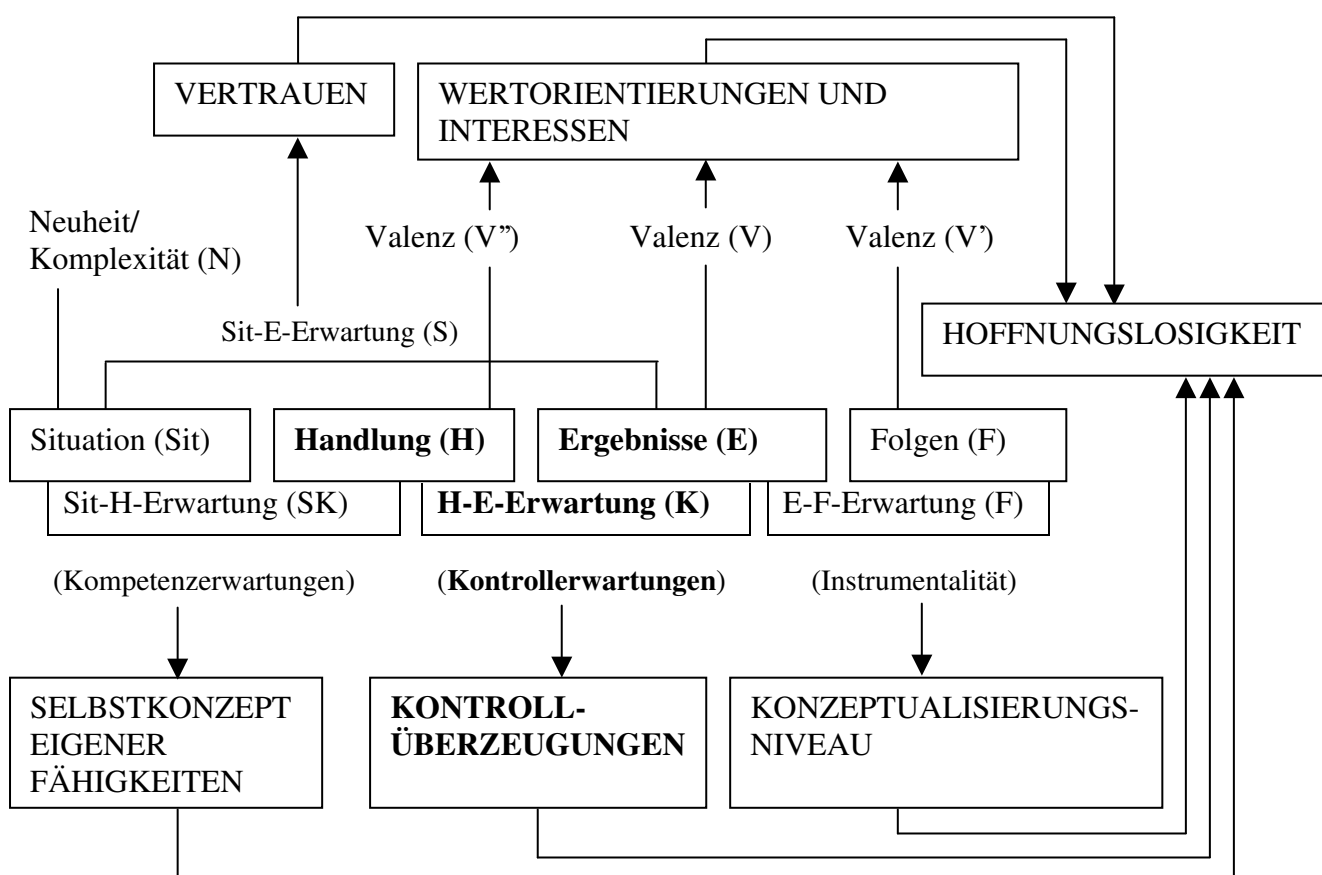 VERTRAUEN
WERTORIENTIERUNGEN UND
INTERESSEN
Neuheit/
Komplexität (N)
Valenz (V”)
Valenz (V)
Valenz (V’)
Sit-E-Erwartung (S)
HOFFNUNGSLOSIGKEIT
Situation (Sit)
Handlung (H)
Ergebnisse (E)
Folgen (F)
Sit-H-Erwartung (SK)
H-E-Erwartung (K)
E-F-Erwartung (F)
(Kompetenzerwartungen)
(Kontrollerwartungen)
(Instrumentalität)
SELBSTKONZEPT
EIGENER
FÄHIGKEITEN
KONTROLL-
ÜBERZEUGUNGEN
KONZEPTUALISIERUNGS-
NIVEAU